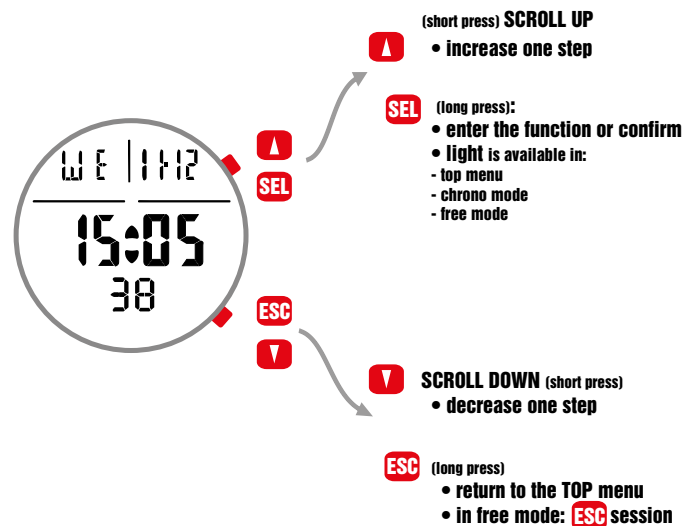 (short press) SCROLL UP
• increase one step
SEL (long press):
• enter the function or confirm
• light is available in:
- top menu
- chrono mode
- free mode
SEL
WE 11-12
15:05
38
ESC
SCROLL DOWN (short press)
• decrease one step
ESC (long press)
• return to the TOP menu
• in free mode: ESC session